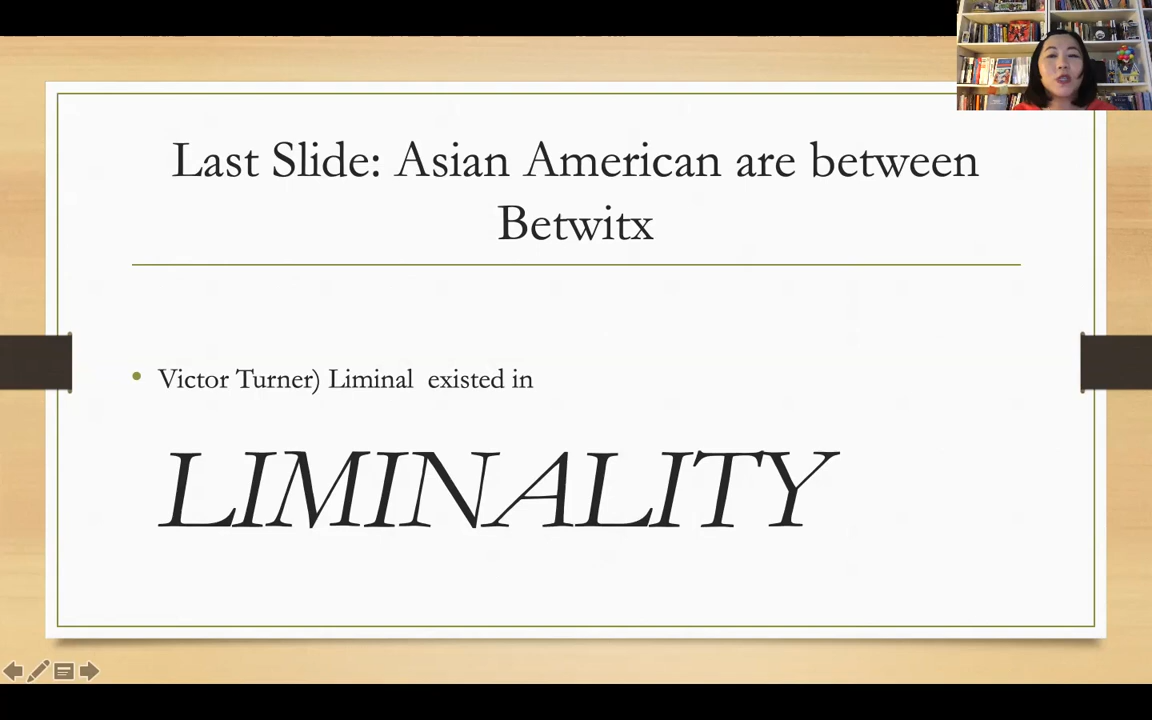 Last Slide: Asian American are between
Betwitx
Victor Turner) Liminal existed in
LIMINALITY